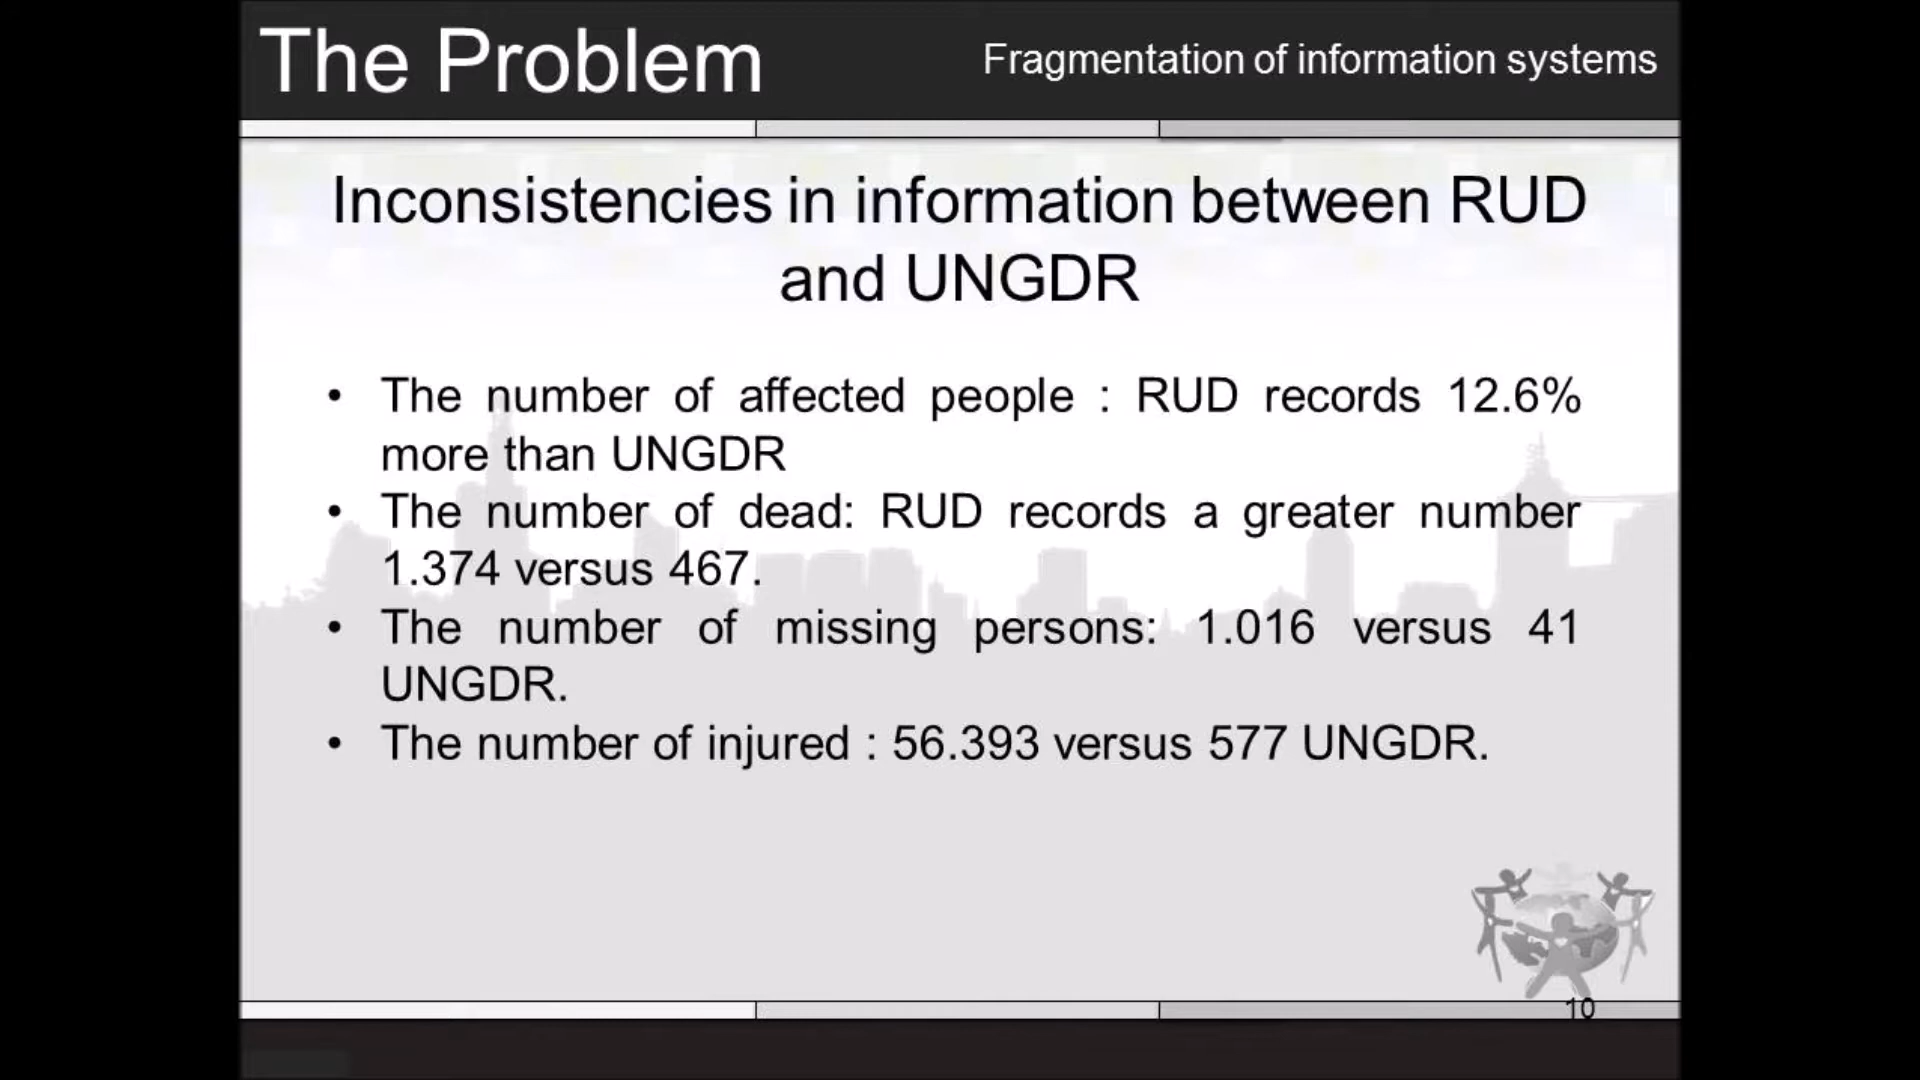 The Problem
Fragmentation of information systems
Inconsistencies in information between RUD
and UNGDR
• The number of affected people : RUD records 12.6%
more than UNGDR
• The number of dead: RUD records a greater number
1.374 versus 467.
• The number of missing persons: 1.016 versus 41
UNGDR.
• The number of injured : 56.393 versus 577 UNGDR.
10